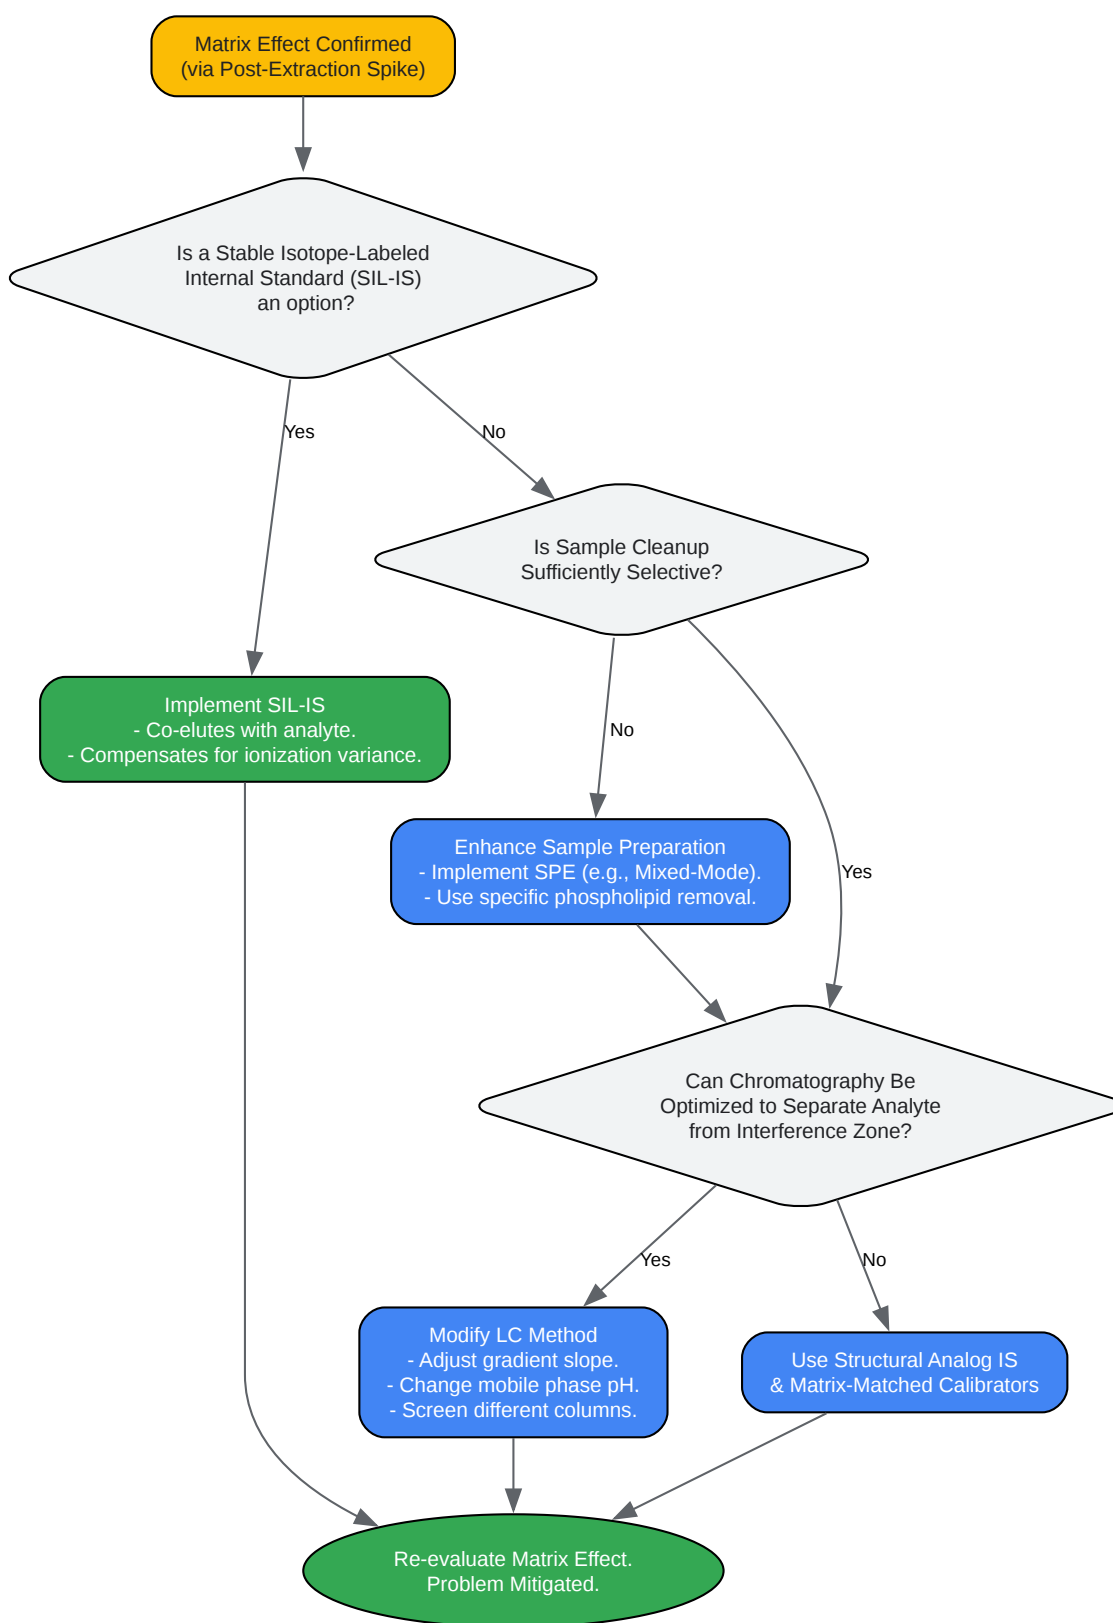 Matrix Effect Confirmed
(via Post-Extraction Spike)
Is a Stable Isotope-Labeled
Internal Standard (SIL-IS)
an option?
Yes
No
Is Sample Cleanup
Sufficiently Selective?
Implement SIL-IS
- Co-elutes with analyte.
- Compensates for ionization variance.
No
Enhance Sample Preparation
- Implement SPE (e.g., Mixed-Mode).
- Use specific phospholipid removal.
Yes
Can Chromatography Be
Optimized to Separate Analyte
from Interference Zone?
Yes
No
Modify LC Method
- Adjust gradient slope.
- Change mobile phase pH.
- Screen different columns.
Use Structural Analog IS
& Matrix-Matched Calibrators
Re-evaluate Matrix Effect.
Problem Mitigated.